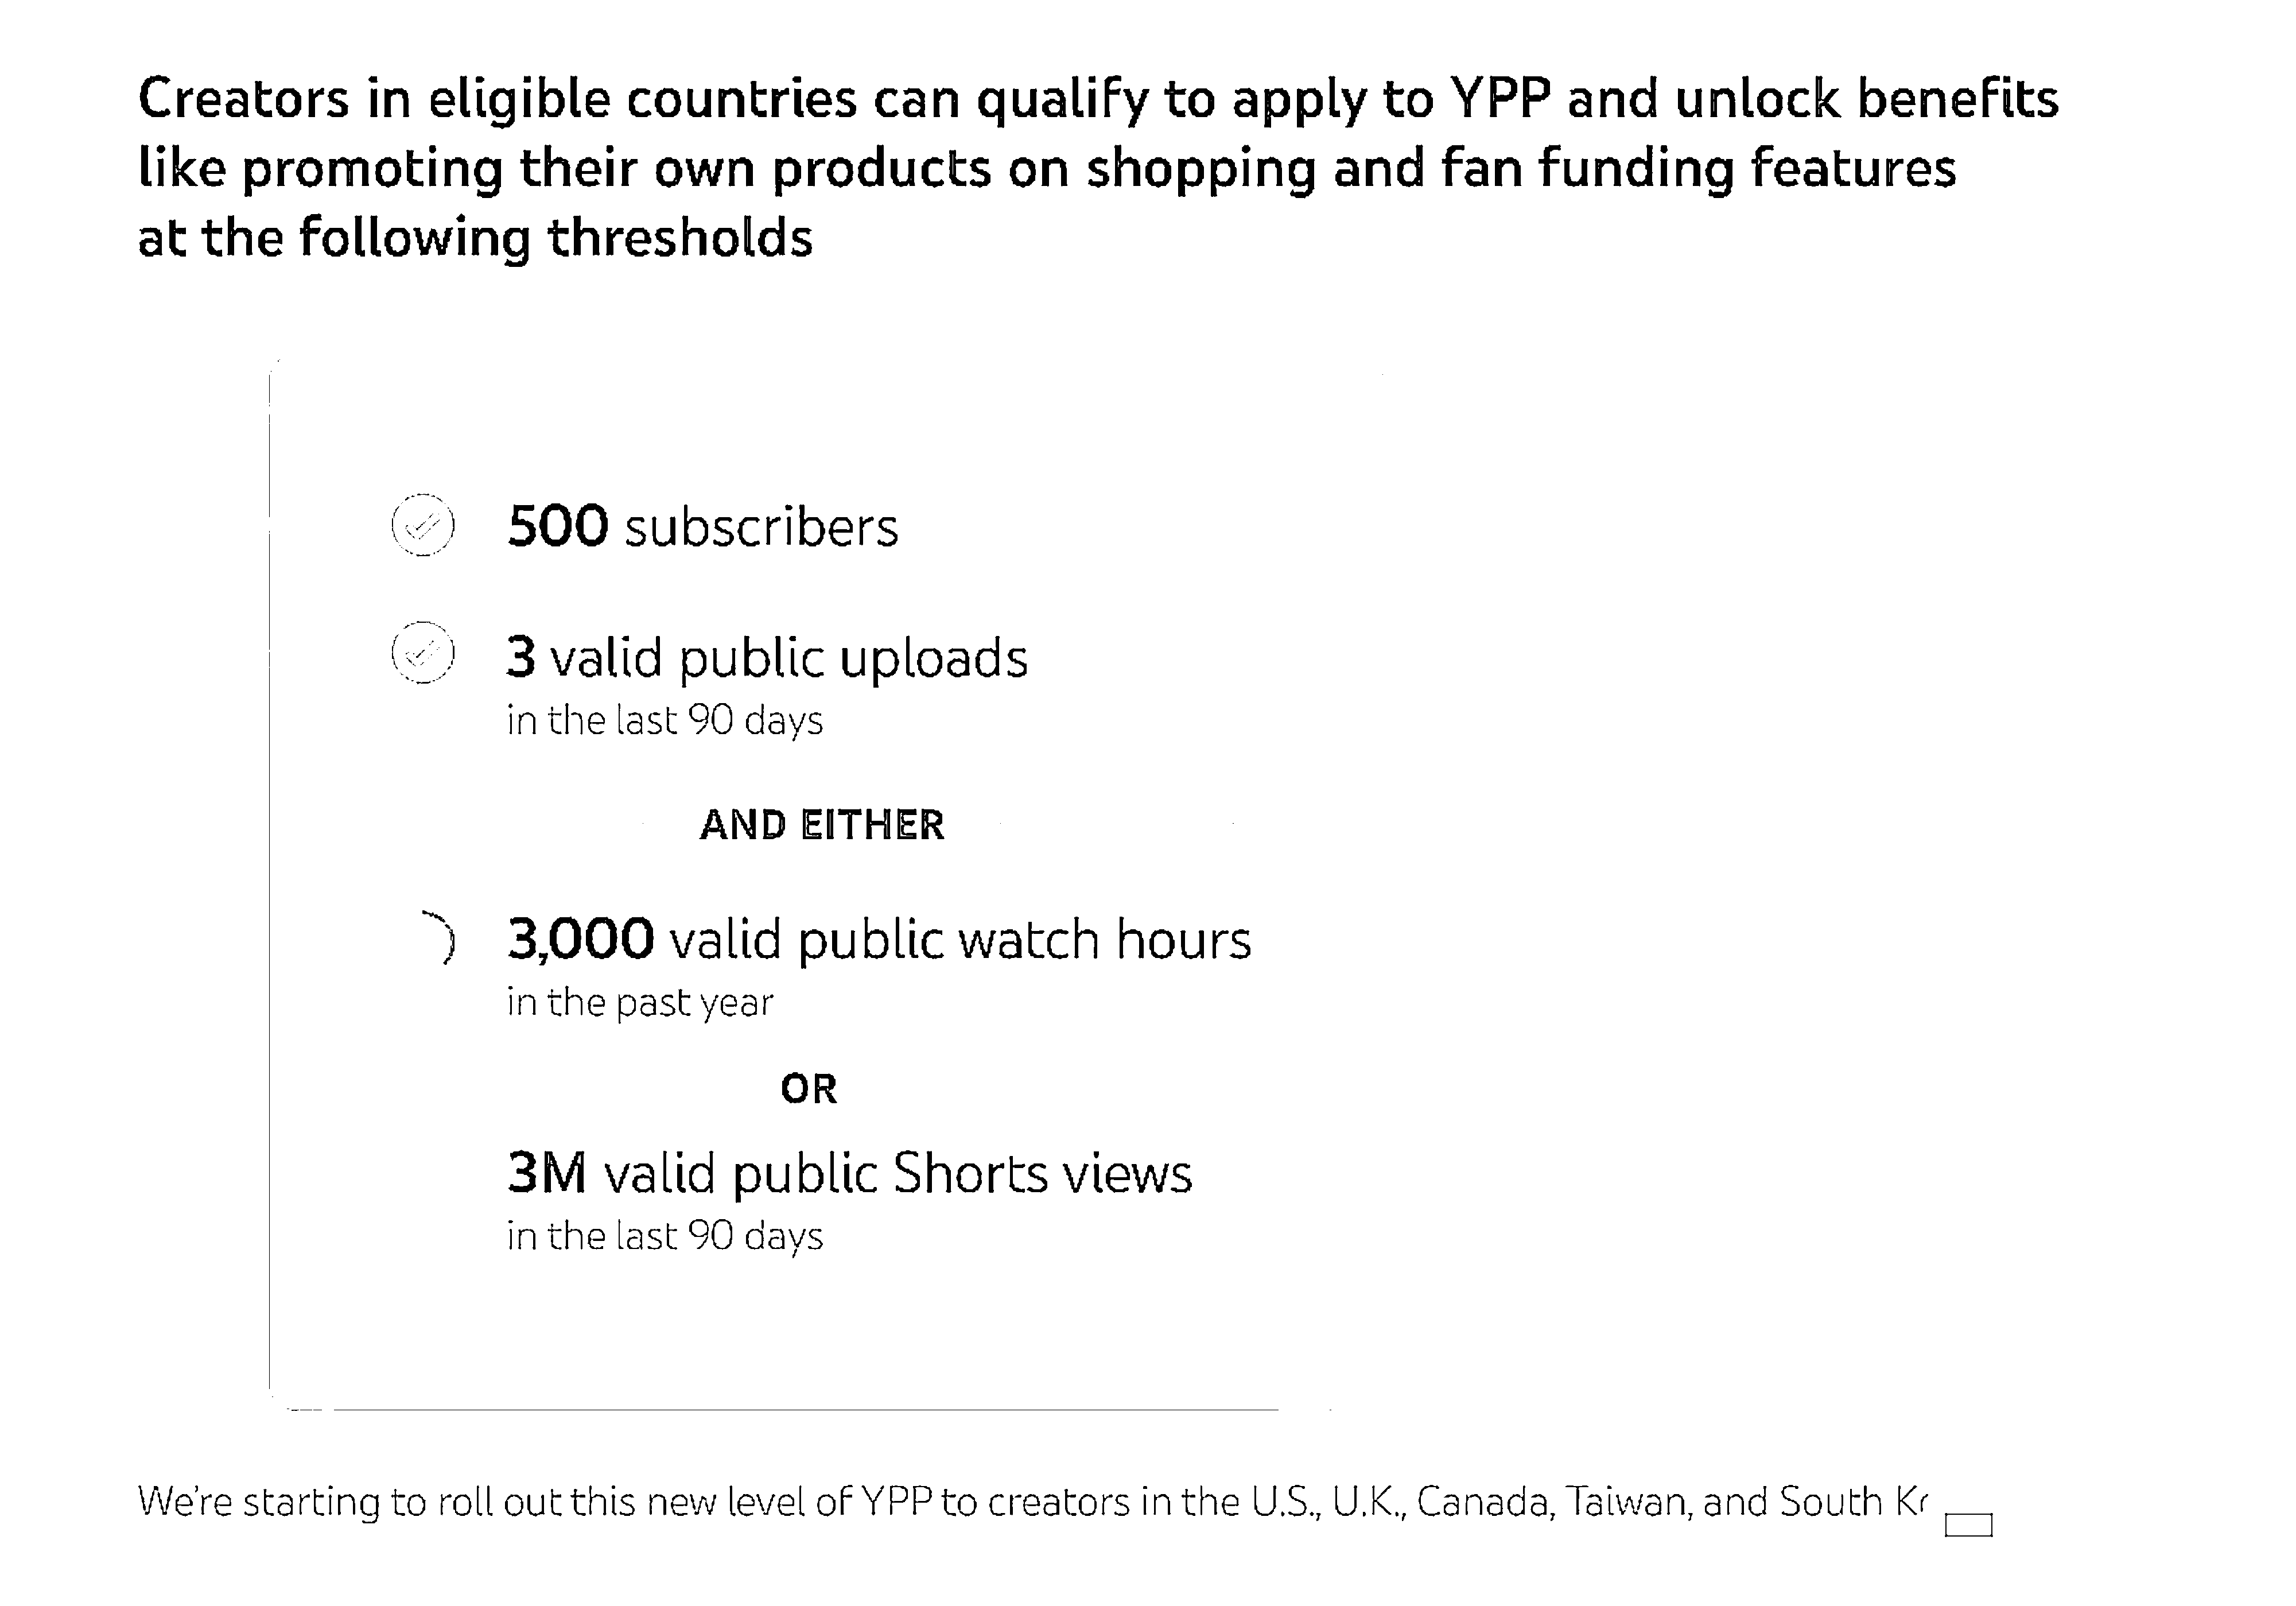 Creators in eligible countries can qualify to apply to YPP and unlock benefits
like promoting their own products on shopping and fan funding features
at the following thresholds
500 subscribers
3 valid public uploads
in the last 90 days
AND EITHER
3,000 valid public watch hours
in the past year
OR
3M valid public Shorts views
in the last 90 days
We're starting to roll out this new level of YPP to creators in the U.S., U.K., Canada, Taiwan, and South